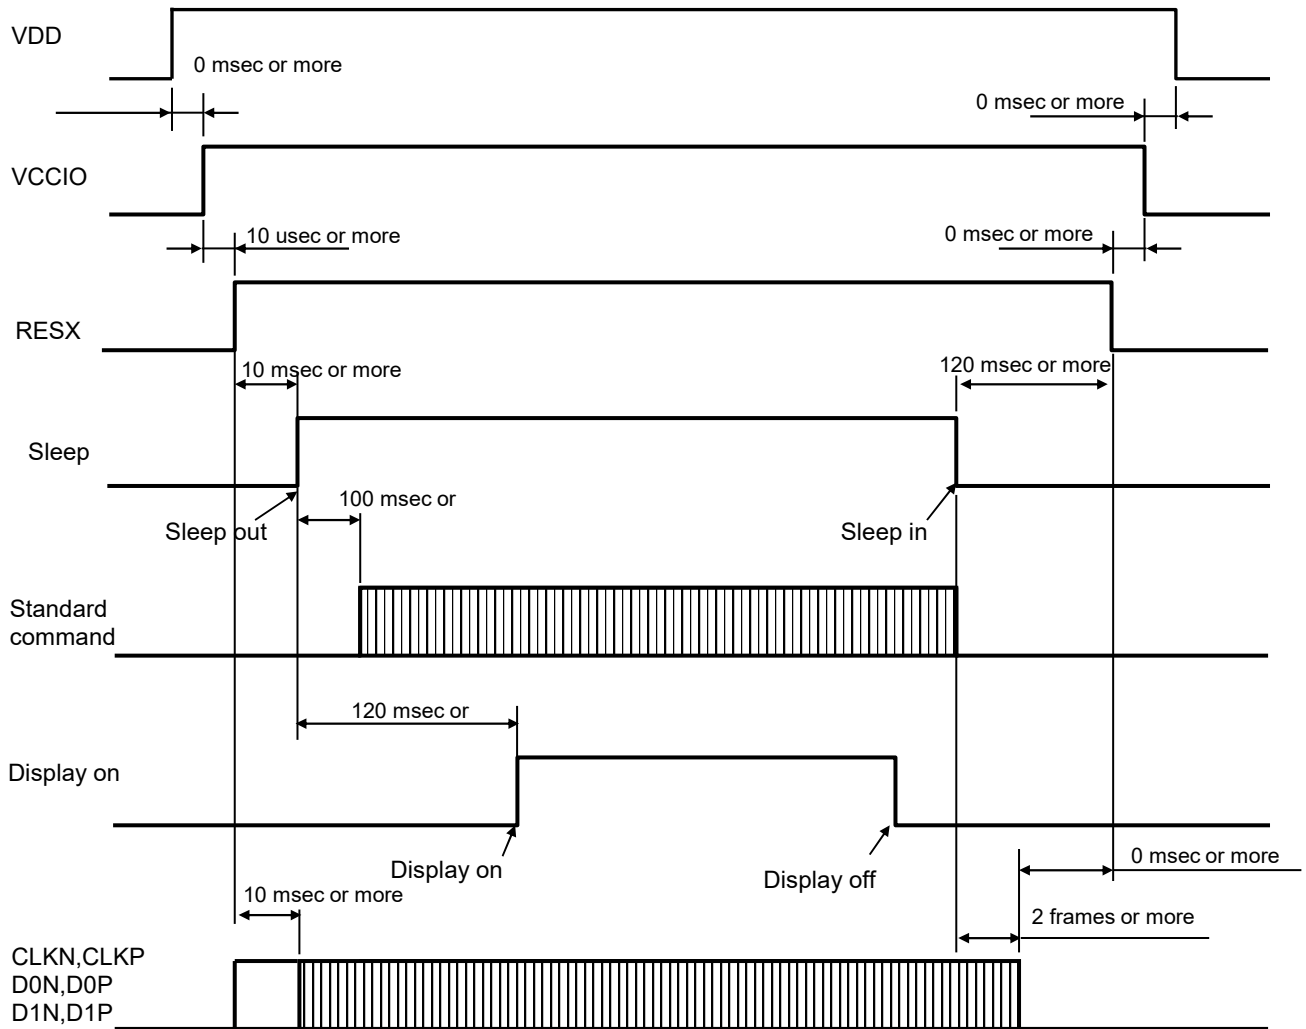 VDD
0 msec or more
0 msec or more
VCCIO
10 usec or more
0 msec or more
RESX
10 msec or more
120 msec or more
Sleep
100 msec or
Sleep out
Sleep in
Standard
command
120 msec or
Display on
Display on
Display off
0 msec or more
10 msec or more
2 frames or more
CLKN,CLKP
D0N,D0P
D1N,D1P